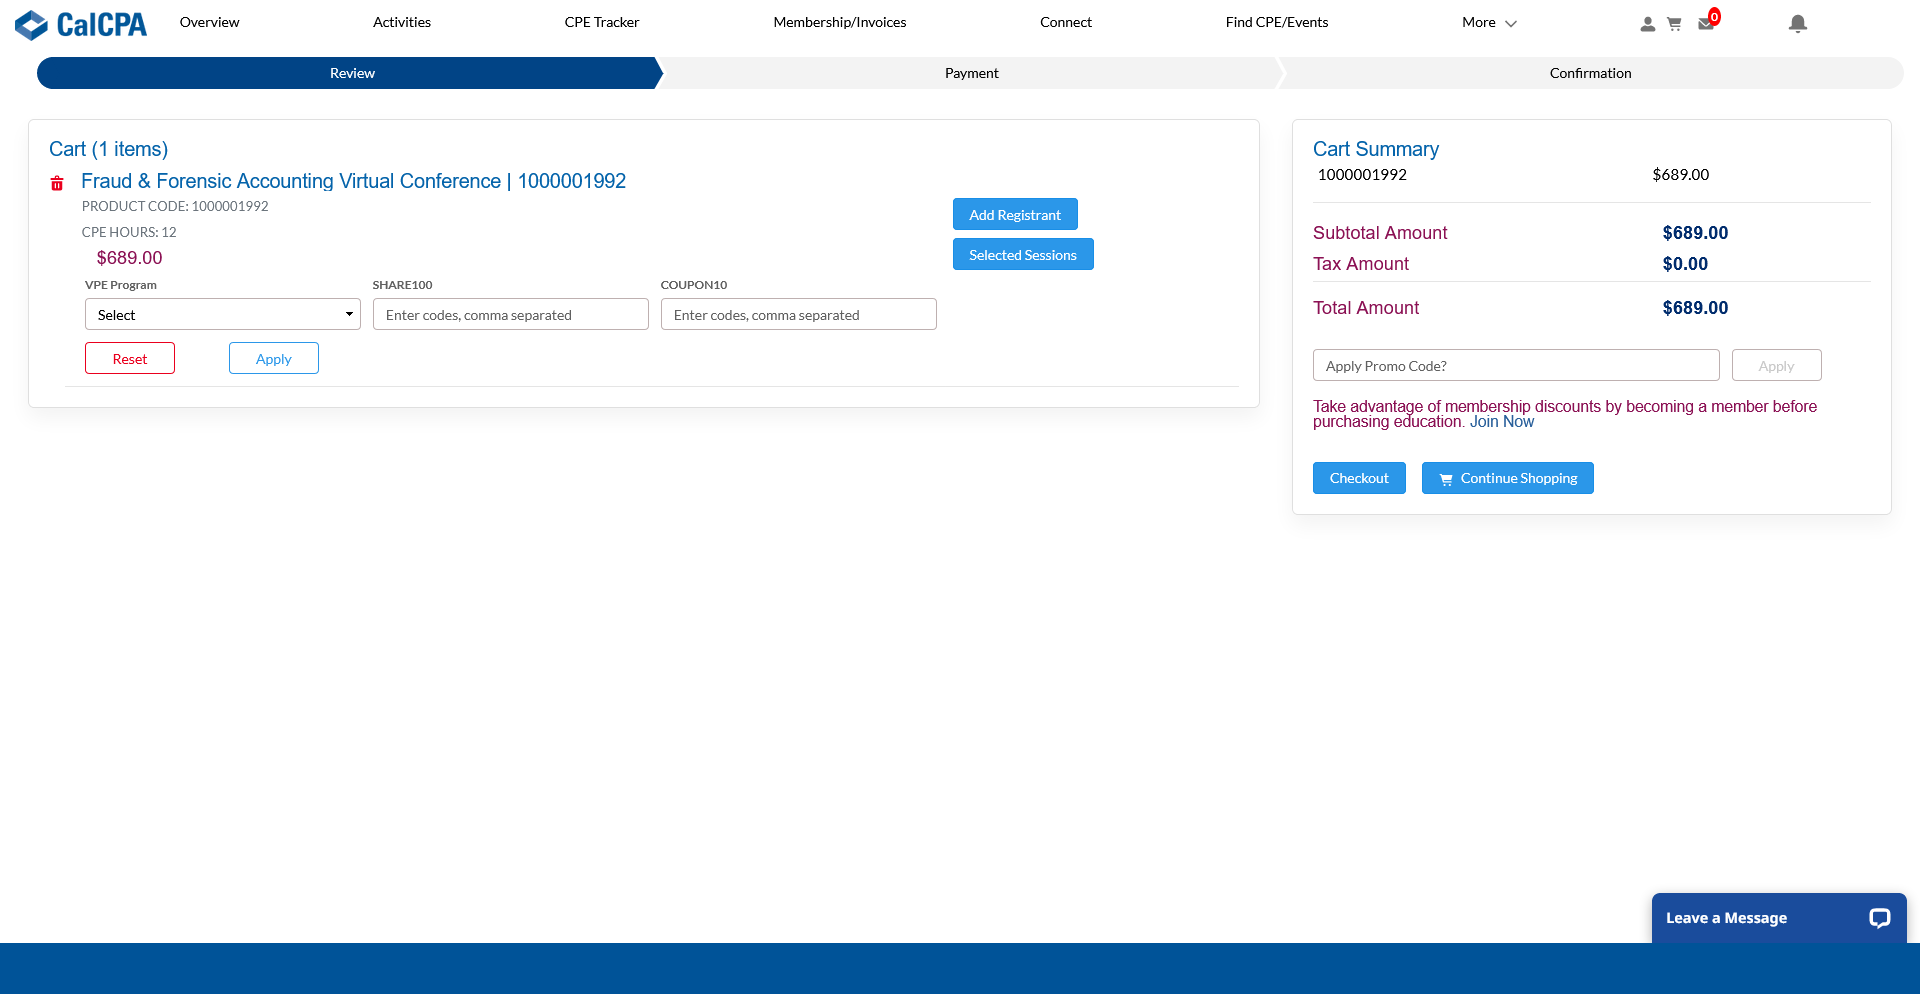 CalCPA
Overview
Activities
CPE Tracker
Membership/Invoices
Connect
Find CPE/Events
More
0
Review
Payment
Confirmation
Cart (1 items)
Fraud & Forensic Accounting Virtual Conference | 1000001992
PRODUCT CODE: 1000001992
CPE HOURS: 12
$689.00
Add Registrant
Selected Sessions
VPE Program
SHARE100
COUPON10
Select
Enter codes, comma separated
Enter codes, comma separated
Reset
Apply
Cart Summary
1000001992 $689.00
Subtotal Amount $689.00
Tax Amount $0.00
Total Amount $689.00
Apply Promo Code?
Apply
Take advantage of membership discounts by becoming a member before
purchasing education. Join Now
Checkout
Continue Shopping
Leave a Message